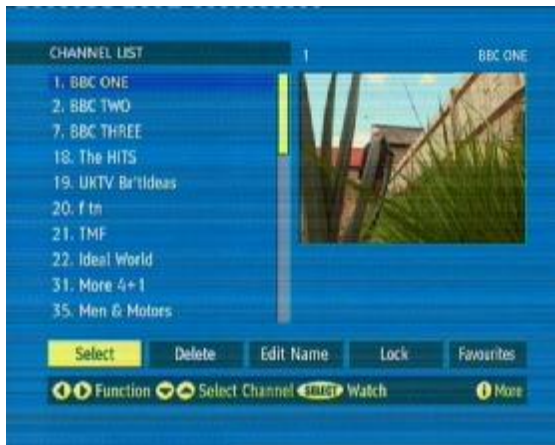 CHANNEL LIST
1 BBC ONE
1. BBC ONE
2. BBC TWO
7. BBC THREE
18. The HITS
19. UKTV Br'tIdeas
20. f tn
21. TMF
22. Ideal World
31. More 4+1
35. Men & Motors
Select Delete Edit Name Lock Favourites
Function Select Channel SELECT Watch i More